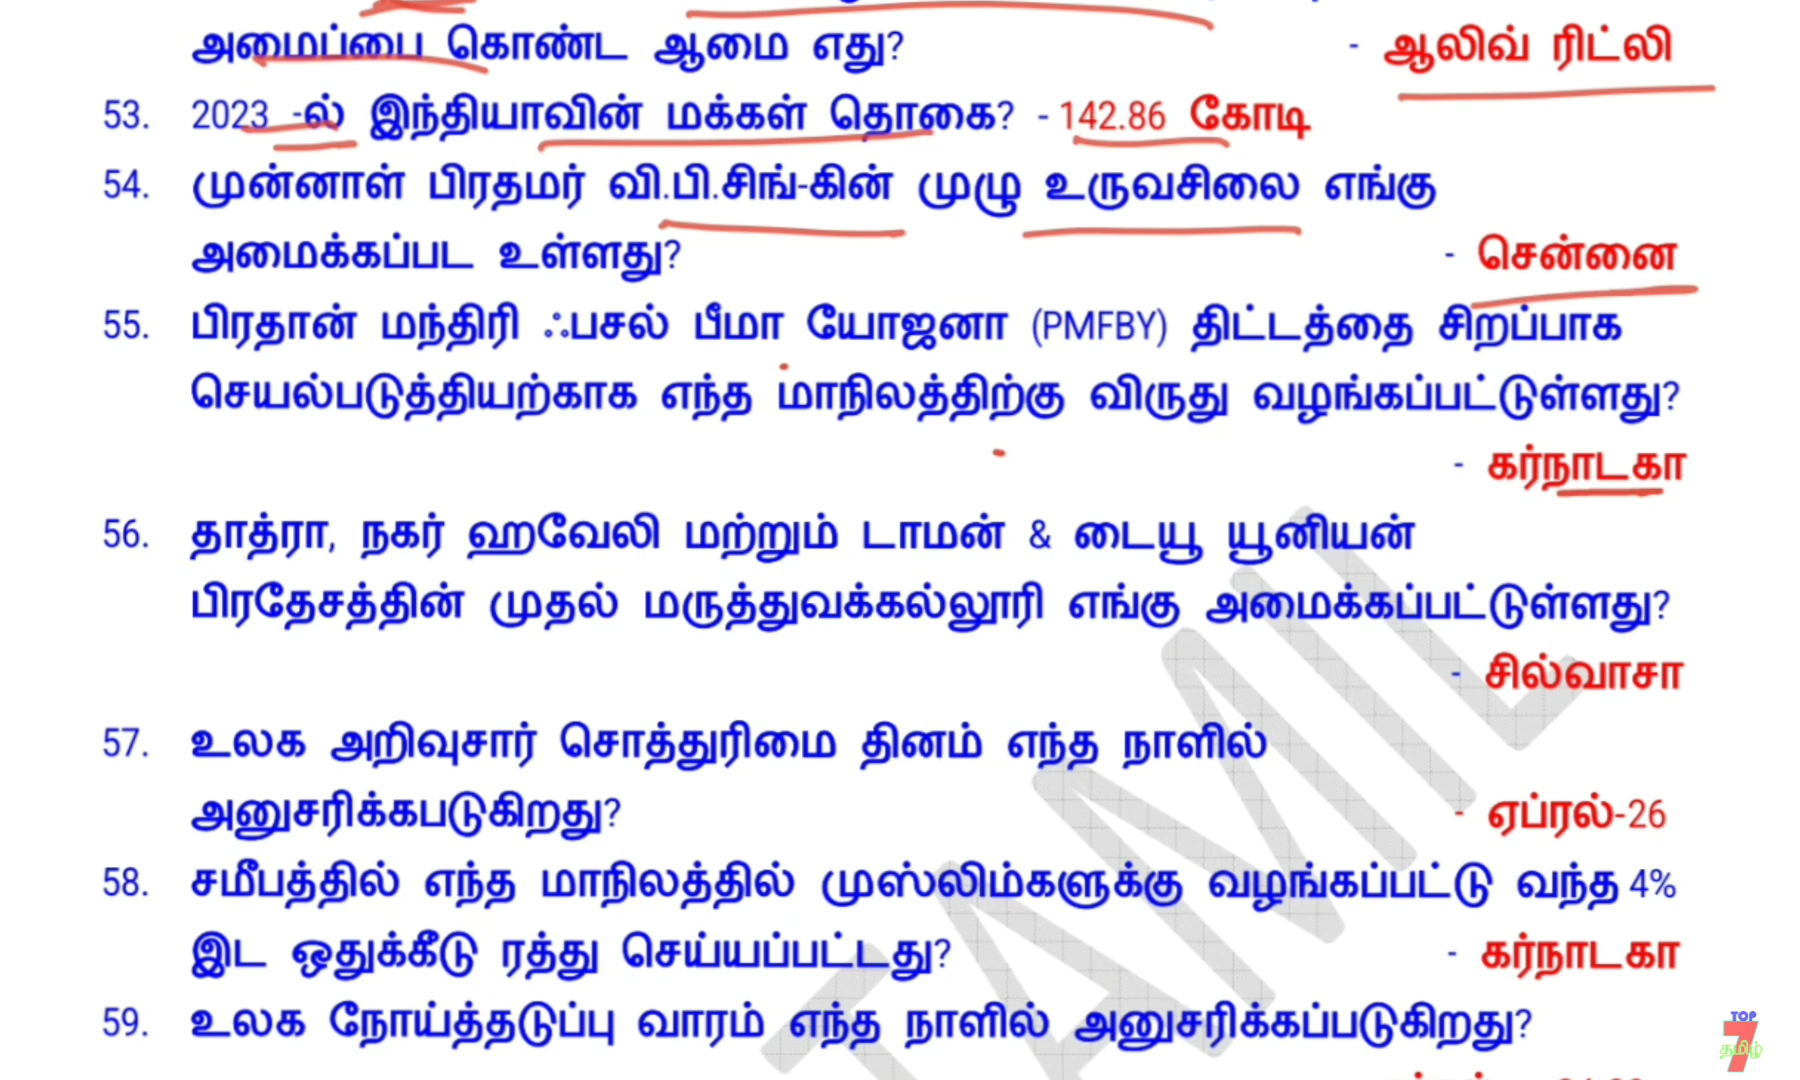 அமைப்பை கொண்ட ஆமை எது? - ஆலிவ் ரிட்லி
53. 2023 -ல் இந்தியாவின் மக்கள் தொகை? - 142.86 கோடி
54. முன்னாள் பிரதமர் வி.பி.சிங்-கின் முழு உருவசிலை எங்கு
அமைக்கப்பட உள்ளது? - சென்னை
55. பிரதான் மந்திரி ஃபசல் பீமா யோஜனா (PMFBY) திட்டத்தை சிறப்பாக
செயல்படுத்தியற்காக எந்த மாநிலத்திற்கு விருது வழங்கப்பட்டுள்ளது?
- கர்நாடகா
56. தாத்ரா, நகர் ஹவேலி மற்றும் டாமன் & டையூ யூனியன்
பிரதேசத்தின் முதல் மருத்துவக்கல்லூரி எங்கு அமைக்கப்பட்டுள்ளது?
- சில்வாசா
57. உலக அறிவுசார் சொத்துரிமை தினம் எந்த நாளில்
அனுசரிக்கபடுகிறது? - ஏப்ரல்-26
58. சமீபத்தில் எந்த மாநிலத்தில் முஸ்லிம்களுக்கு வழங்கப்பட்டு வந்த 4%
இட ஒதுக்கீடு ரத்து செய்யப்பட்டது? - கர்நாடகா
59. உலக நோய்த்தடுப்பு வாரம் எந்த நாளில் அனுசரிக்கப்படுகிறது?
TAMIL
TOP
7
தமிழ்